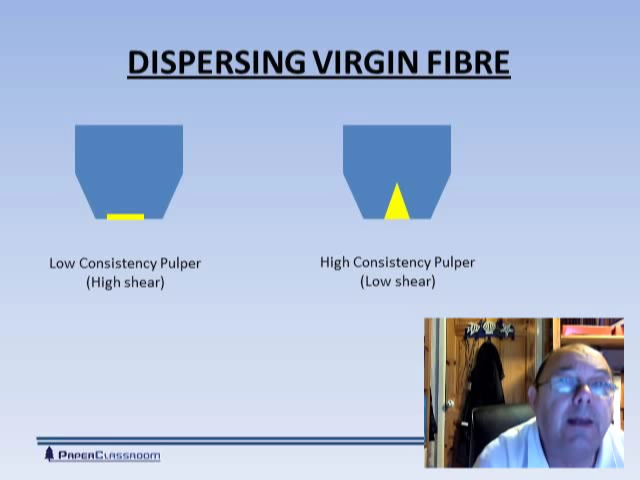 DISPERSING VIRGIN FIBRE
Low Consistency Pulper
(High shear)
High Consistency Pulper
(Low shear)
PAPERCLASSROOM